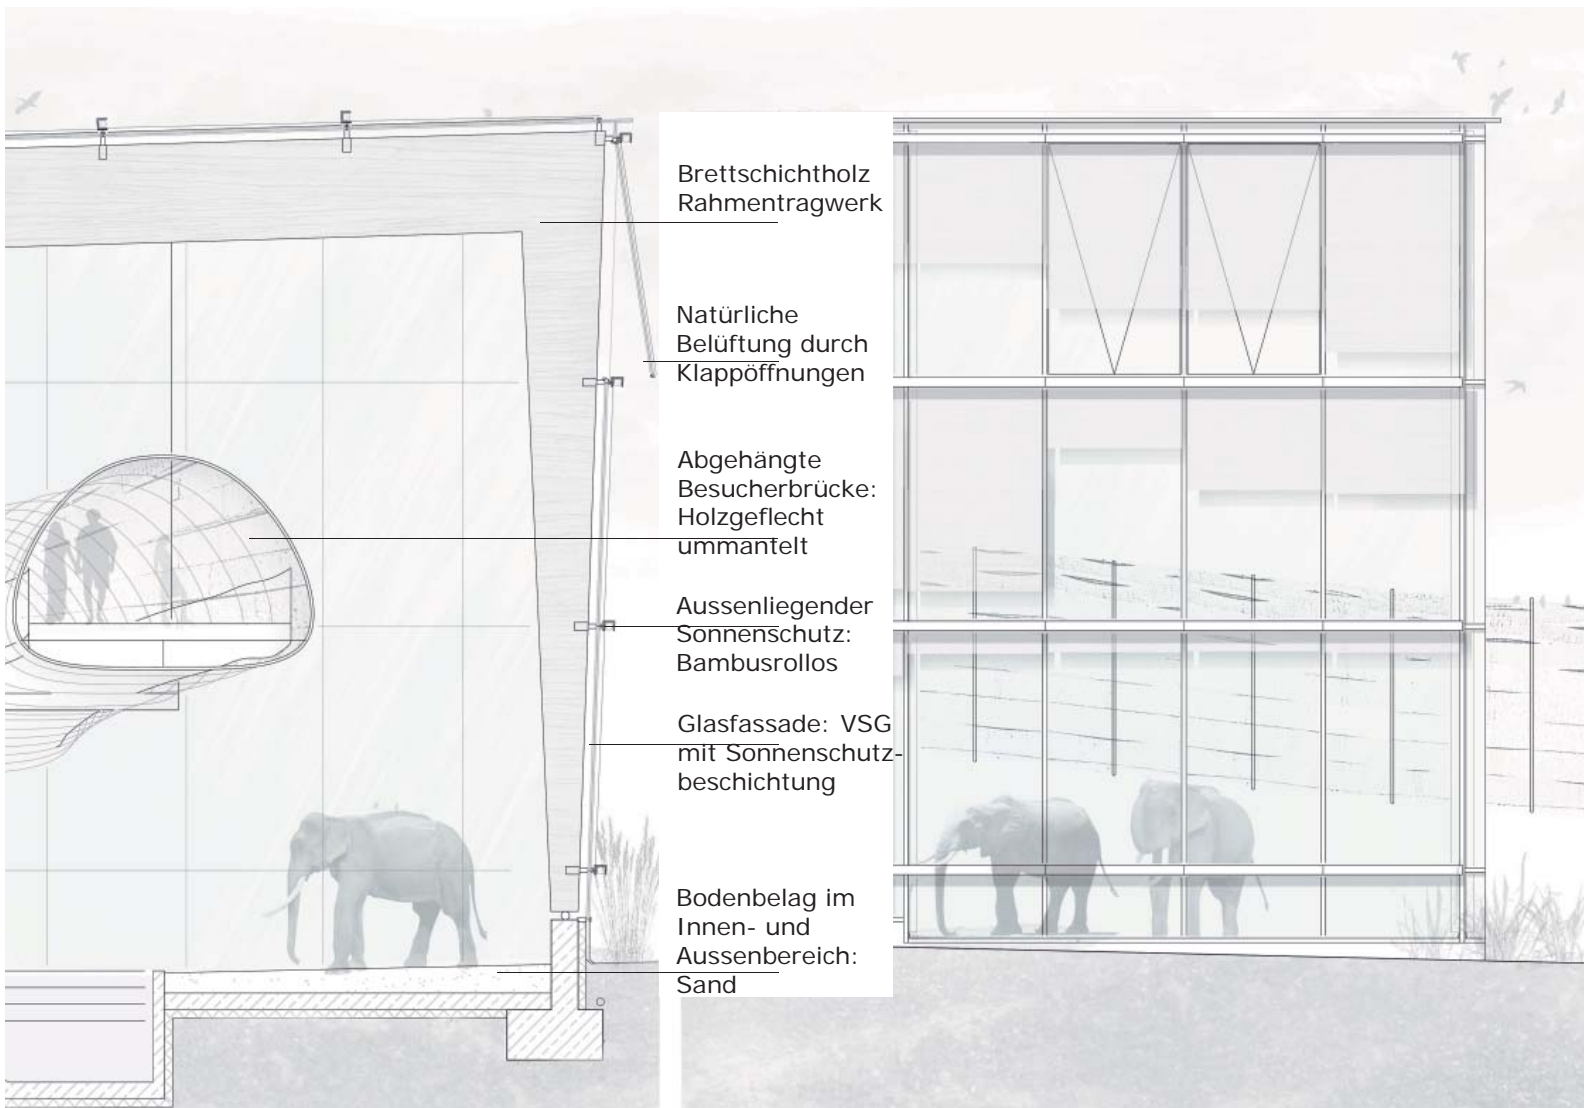 Brettschichtholz
Rahmentragwerk
Natürliche
Belüftung durch
Klappöffnungen
Abgehängte
Besucherbrücke:
Holzgeflecht
ummantelt
Aussenliegender
Sonnenschutz:
Bambusrollos
Glasfassade: VSG
mit Sonnenschutz-
beschichtung
Bodenbelag im
Innen- und
Aussenbereich:
Sand